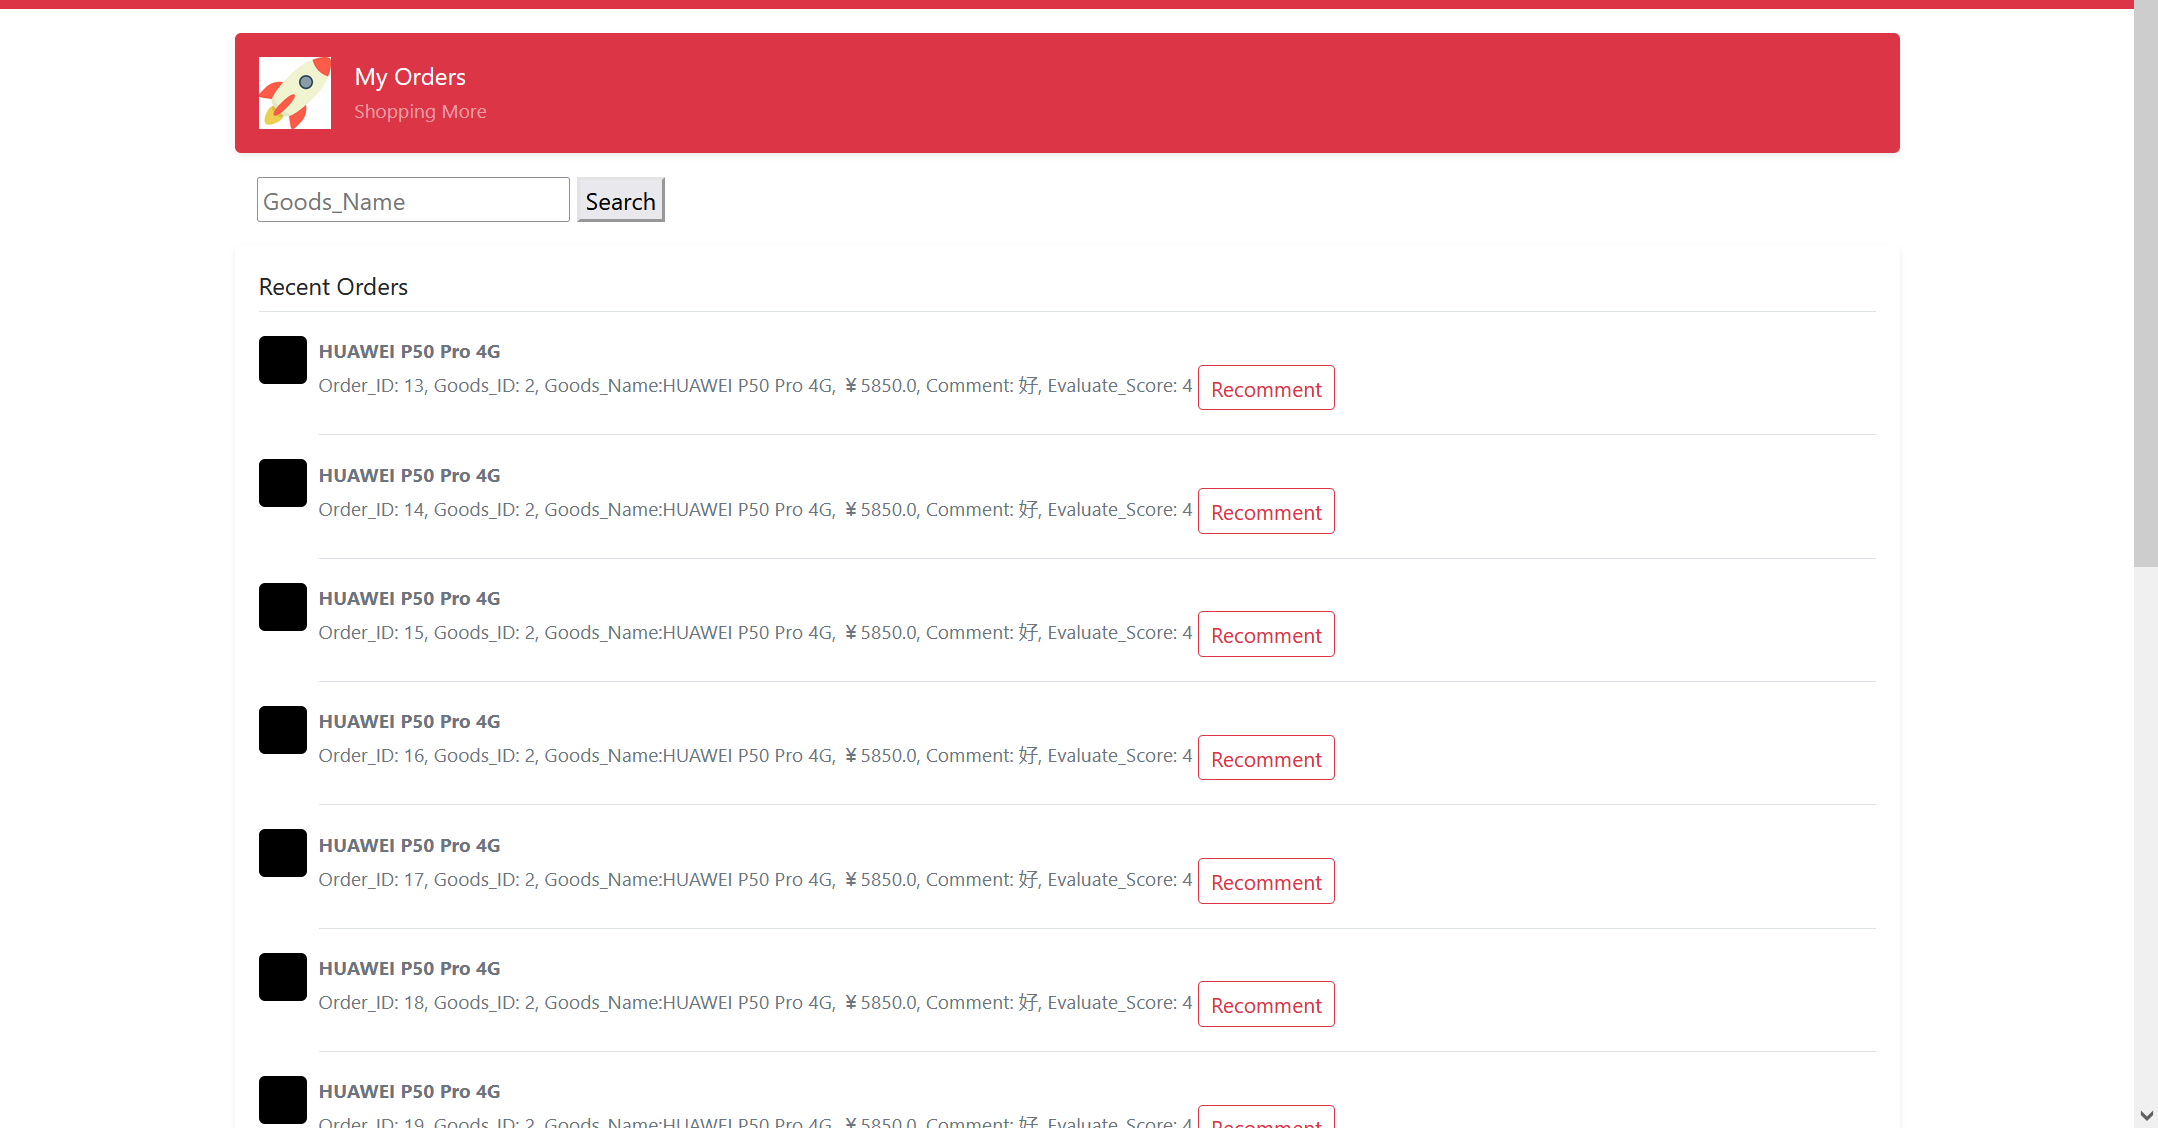 My Orders
Shopping More
Goods_Name Search
Recent Orders
HUAWEI P50 Pro 4G
Order_ID: 13, Goods_ID: 2, Goods_Name:HUAWEI P50 Pro 4G, ¥5850.0, Comment: 好, Evaluate_Score: 4 Recomment
HUAWEI P50 Pro 4G
Order_ID: 14, Goods_ID: 2, Goods_Name:HUAWEI P50 Pro 4G, ¥5850.0, Comment: 好, Evaluate_Score: 4 Recomment
HUAWEI P50 Pro 4G
Order_ID: 15, Goods_ID: 2, Goods_Name:HUAWEI P50 Pro 4G, ¥5850.0, Comment: 好, Evaluate_Score: 4 Recomment
HUAWEI P50 Pro 4G
Order_ID: 16, Goods_ID: 2, Goods_Name:HUAWEI P50 Pro 4G, ¥5850.0, Comment: 好, Evaluate_Score: 4 Recomment
HUAWEI P50 Pro 4G
Order_ID: 17, Goods_ID: 2, Goods_Name:HUAWEI P50 Pro 4G, ¥5850.0, Comment: 好, Evaluate_Score: 4 Recomment
HUAWEI P50 Pro 4G
Order_ID: 18, Goods_ID: 2, Goods_Name:HUAWEI P50 Pro 4G, ¥5850.0, Comment: 好, Evaluate_Score: 4 Recomment
HUAWEI P50 Pro 4G
Order_ID: 19, Goods_ID: 2, Goods_Name:HUAWEI P50 Pro 4G, ¥5850.0, Comment: 好, Evaluate_Score: 4 Recomment